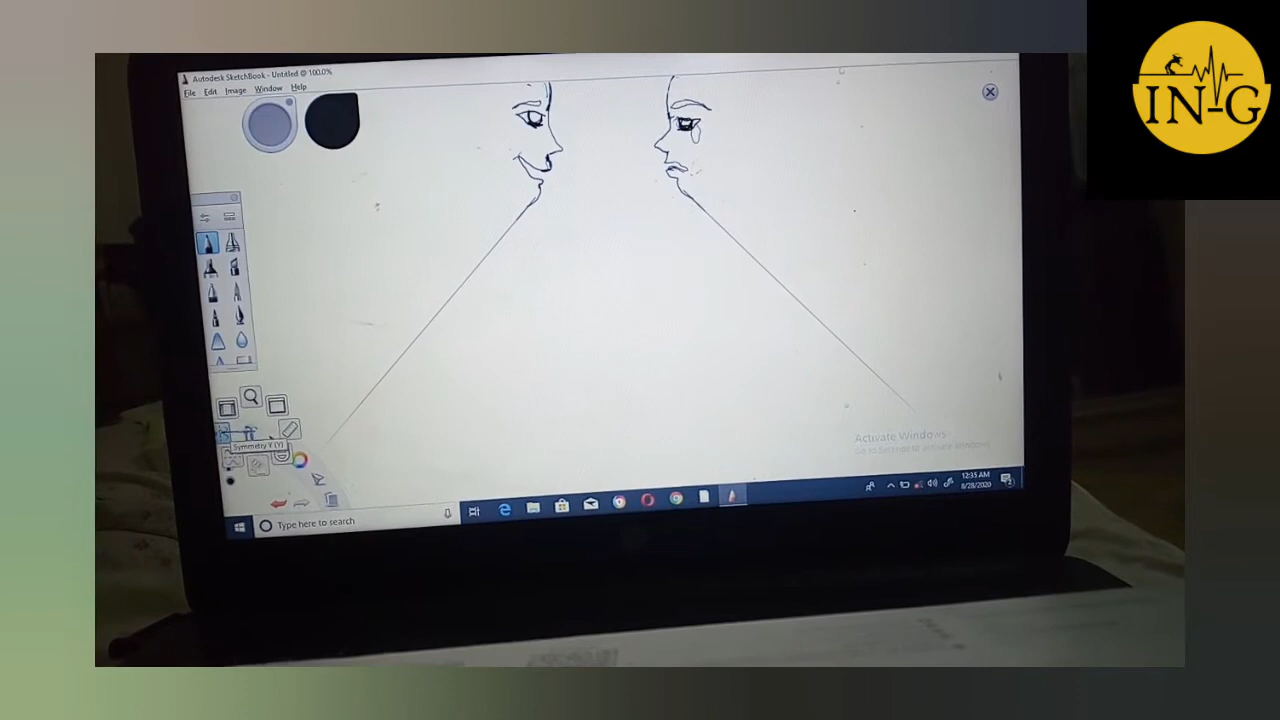 Autodesk SketchBook - Untitled @ 100.0%
File Edit Image Window Help
IN-G
Symmetry Y (Y)
Activate Windows
Go to Settings to activate Windows.
12:35 AM
8/28/2020
Type here to search